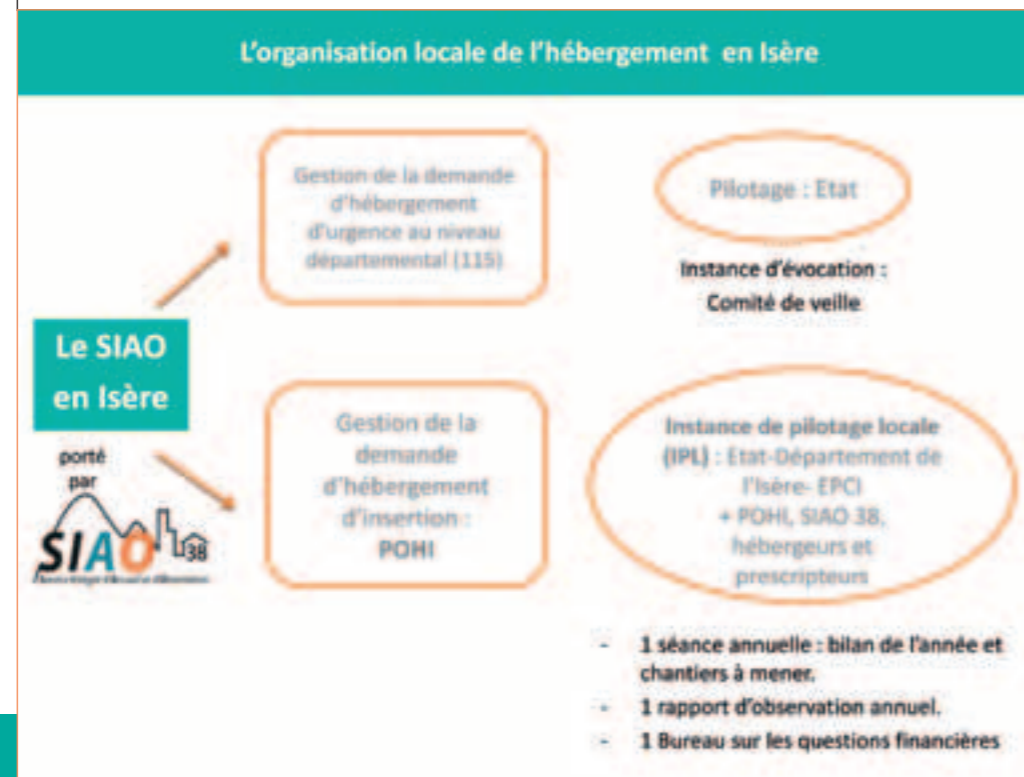 L'organisation locale de l'hébergement en Isère
Gestion de la demande
d'hébergement
d'urgence au niveau
départemental (115)
Pilotage : Etat
Instance d'évocation :
Comité de veille
Le SIAO
en Isère
porté
par
SIAO 38
Gestion de la
demande
d'hébergement
d'insertion :
POHI
Instance de pilotage locale
(IPL) : Etat-Département de
l'Isère- EPCI
+ POHI, SIAO 38,
hébergeurs et
prescripteurs
- 1 séance annuelle : bilan de l'année et
chantiers à mener.
- 1 rapport d'observation annuel.
- 1 Bureau sur les questions financières